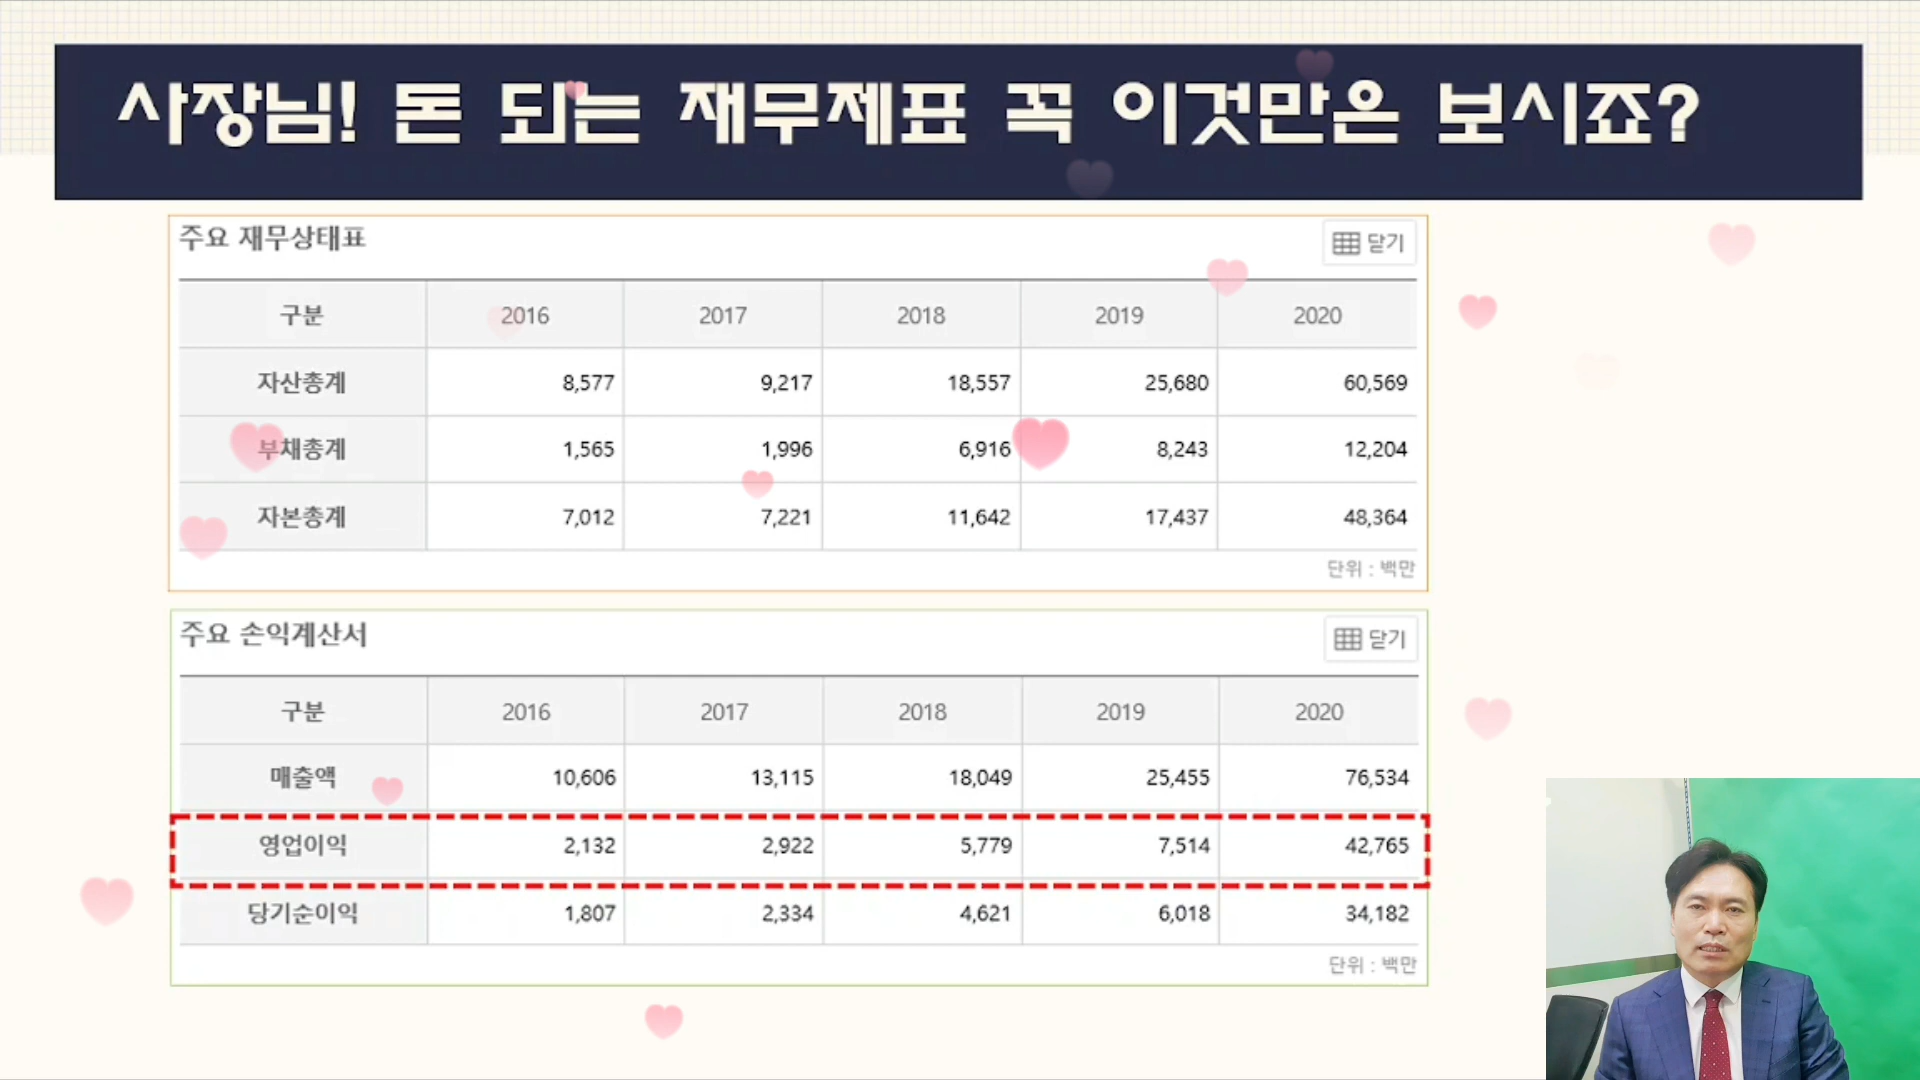 사장님! 돈 되는 재무제표 꼭 이것만은 보시죠?
주요 재무상태표 닫기
구분 2016 2017 2018 2019 2020
자산총계 8,577 9,217 18,557 25,680 60,569
부채총계 1,565 1,996 6,916 8,243 12,204
자본총계 7,012 7,221 11,642 17,437 48,364
단위 : 백만
주요 손익계산서 닫기
구분 2016 2017 2018 2019 2020
매출액 10,606 13,115 18,049 25,455 76,534
영업이익 2,132 2,922 5,779 7,514 42,765
당기순이익 1,807 2,334 4,621 6,018 34,182
단위 : 백만